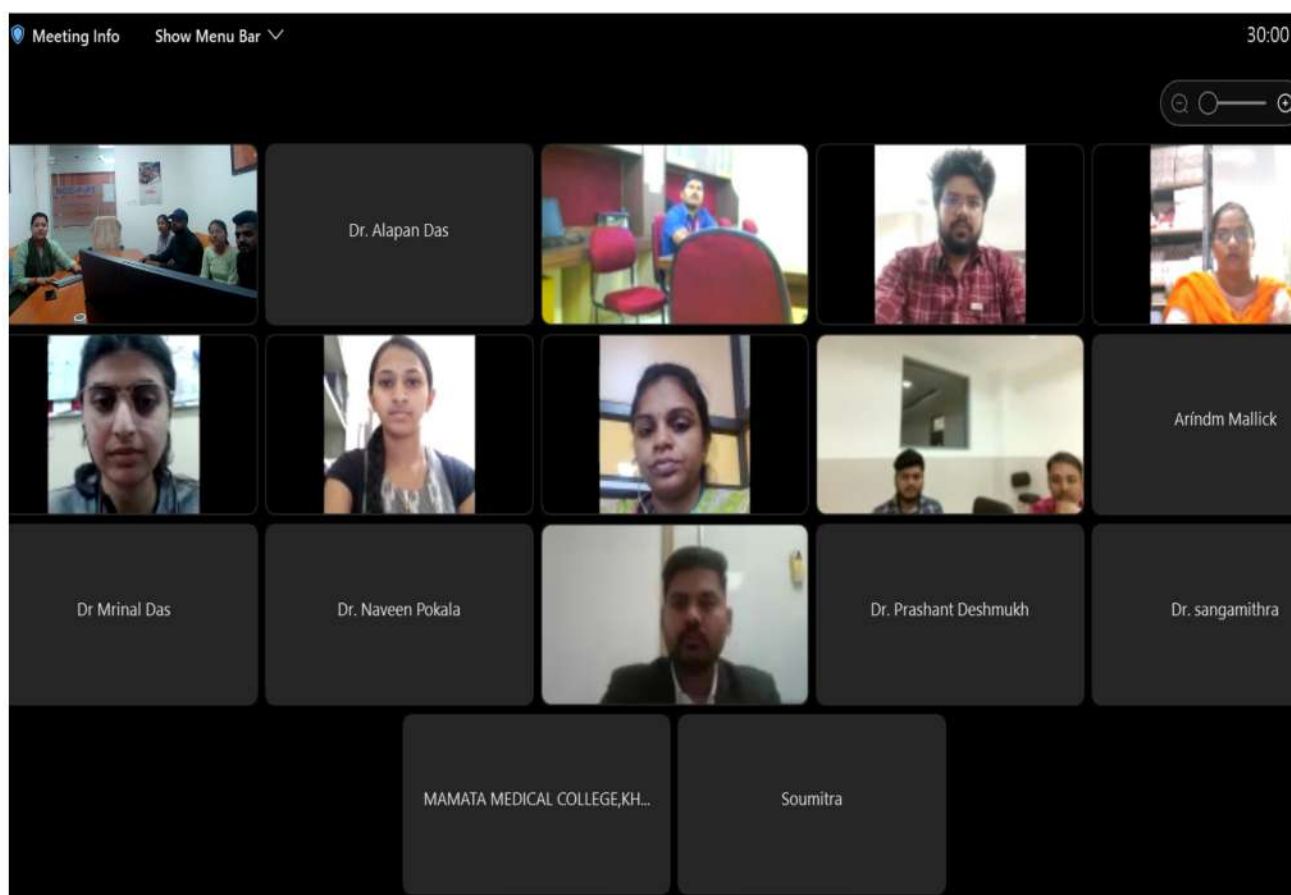 Meeting Info Show Menu Bar
30:00
Dr. Alapan Das
Aríndm Mallick
Dr Mrinal Das
Dr. Naveen Pokala
Dr. Prashant Deshmukh
Dr. sangamithra
MAMATA MEDICAL COLLEGE,KH...
Soumitra